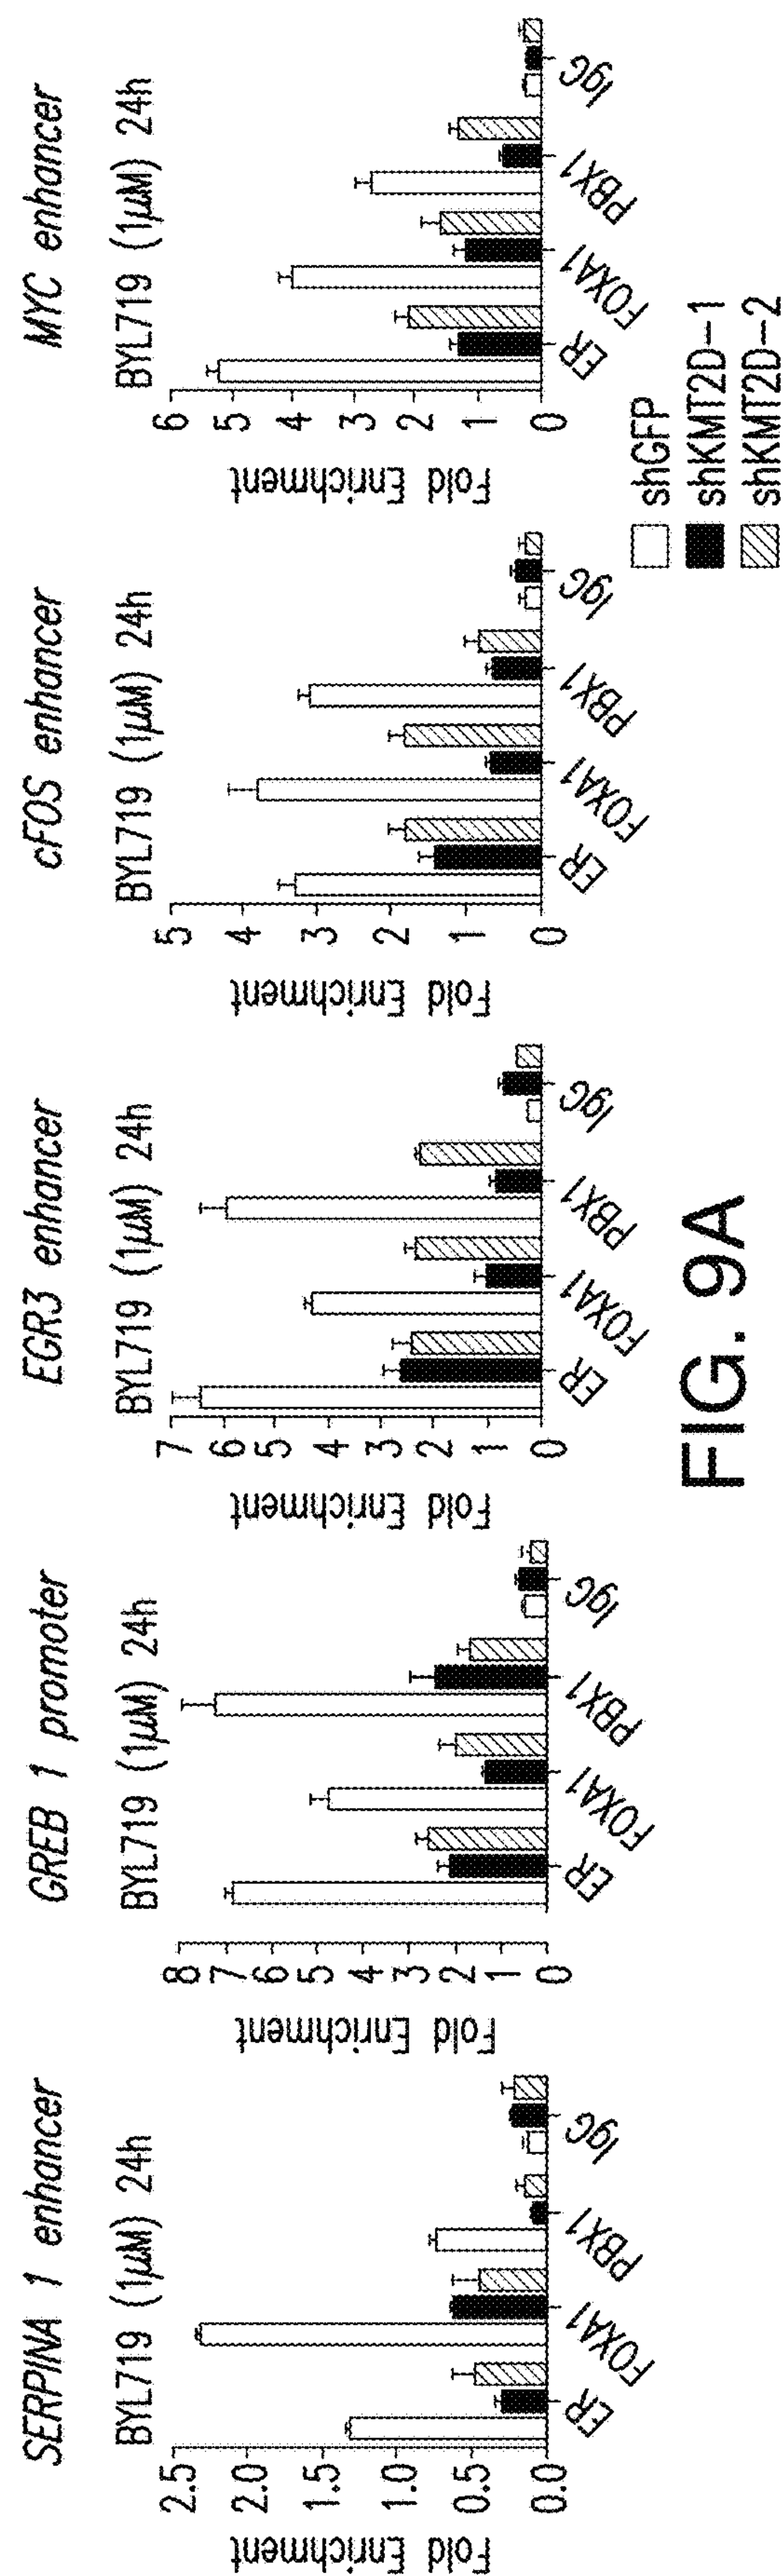 SERPINA 1 enhancer
BYL719 (1μM) 24h
Fold Enrichment
2.5
2.0
1.5
1.0
0.5
0.0
ER
FOXA1
PBX1
IgG
GREB 1 promoter
BYL719 (1μM) 24h
Fold Enrichment
8
7
6
5
4
3
2
1
0
ER
FOXA1
PBX1
IgG
EGR3 enhancer
BYL719 (1μM) 24h
Fold Enrichment
7
6
5
4
3
2
1
0
ER
FOXA1
PBX1
IgG
cFOS enhancer
BYL719 (1μM) 24h
Fold Enrichment
5
4
3
2
1
0
ER
FOXA1
PBX1
IgG
MYC enhancer
BYL719 (1μM) 24h
Fold Enrichment
6
5
4
3
2
1
0
ER
FOXA1
PBX1
IgG
shGFP
shKMT2D-1
shKMT2D-2
FIG. 9A